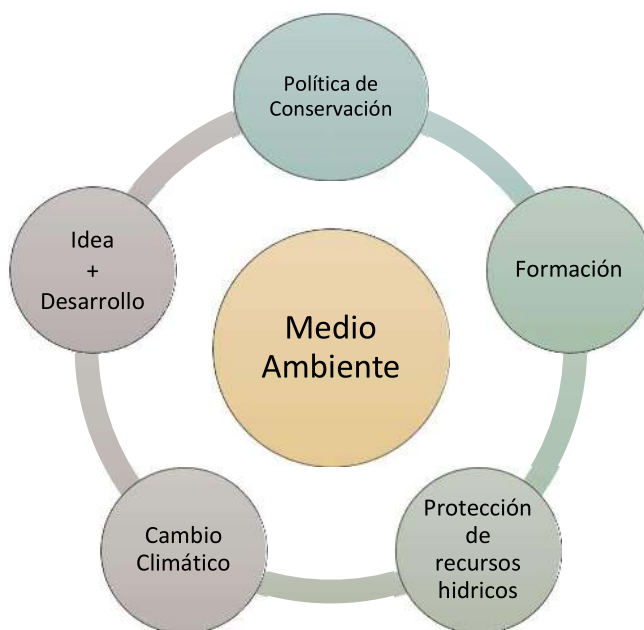 Política de
Conservación
Formación
Protección
de
recursos
hidricos
Cambio
Climático
Idea
+
Desarrollo
Medio
Ambiente